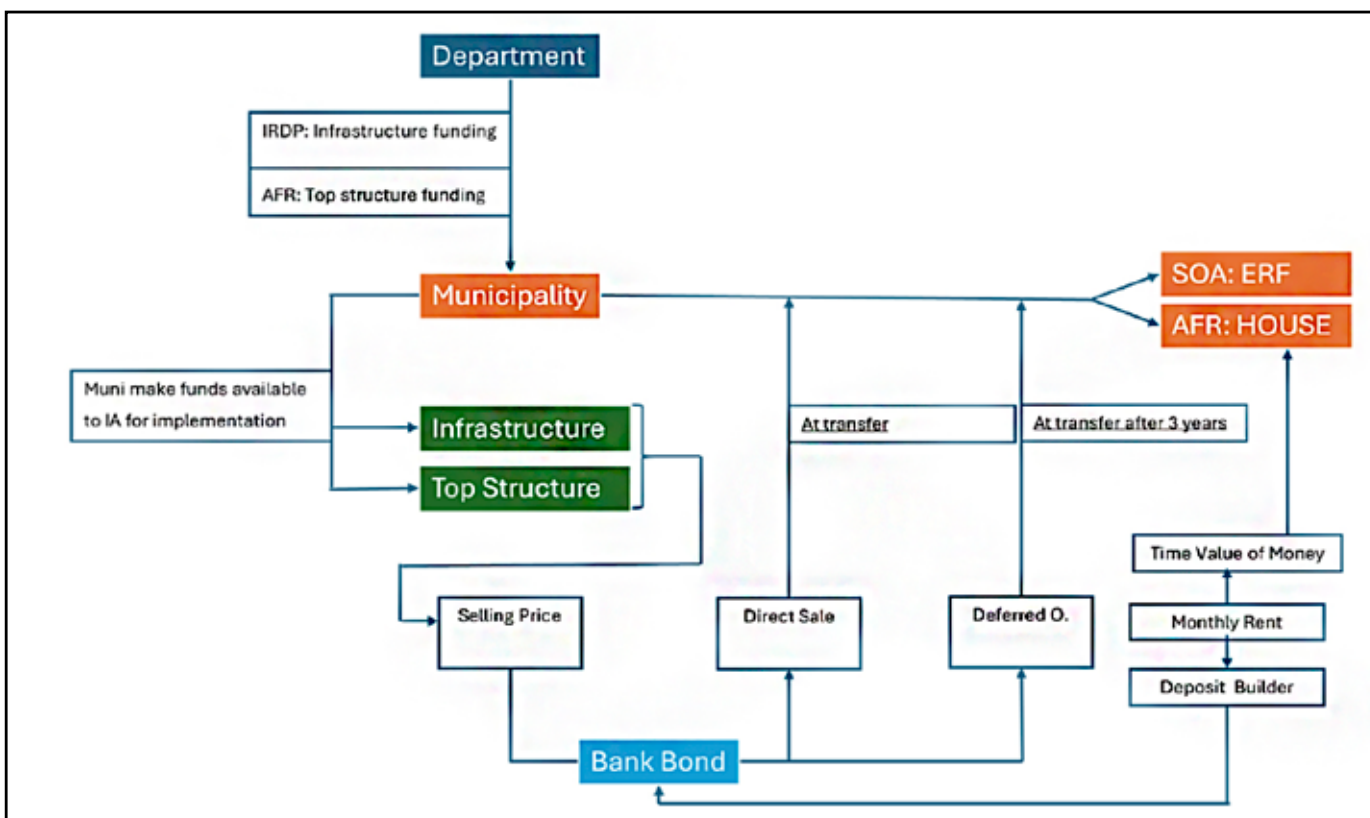 Department
IRDP: Infrastructure funding
AFR: Top structure funding
Municipality
SOA: ERF
AFR: HOUSE
Muni make funds available
to IA for implementation
Infrastructure
Top Structure
At transfer
At transfer after 3 years
Time Value of Money
Selling Price
Direct Sale
Deferred O.
Monthly Rent
Deposit Builder
Bank Bond